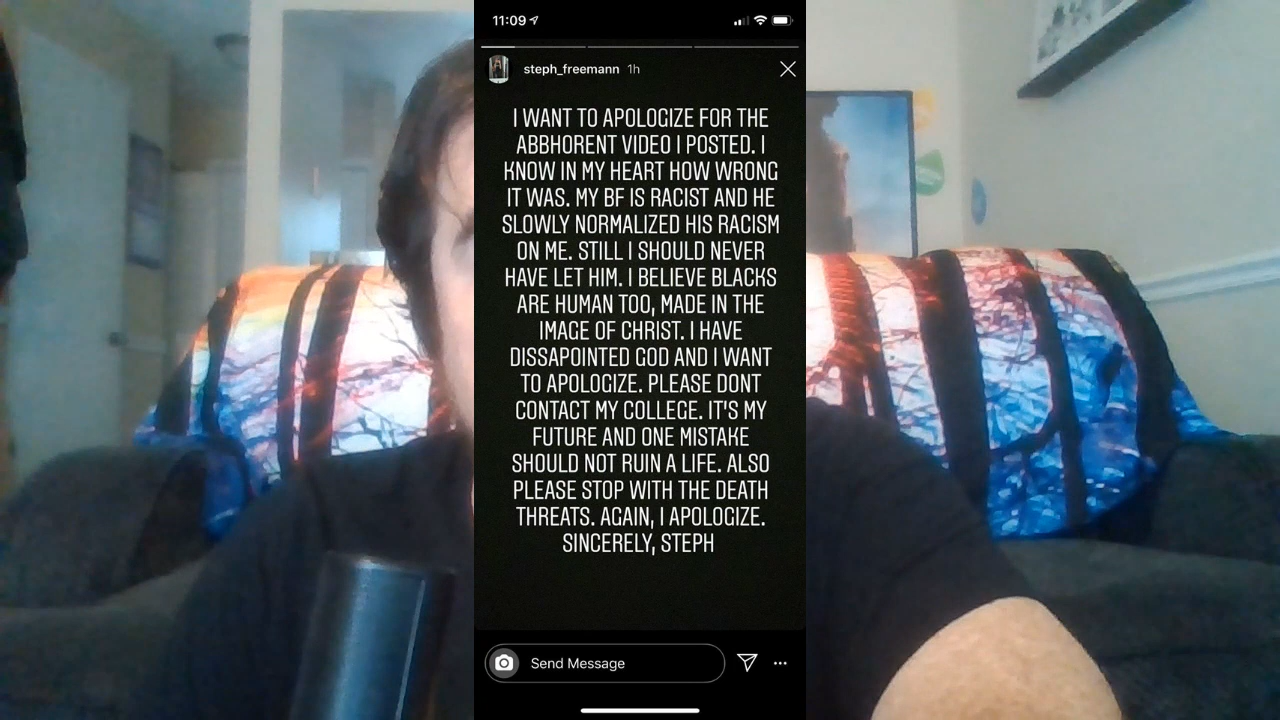 11:09
steph_freemann 1h
I WANT TO APOLOGIZE FOR THE
ABBHORENT VIDEO I POSTED. I
KNOW IN MY HEART HOW WRONG
IT WAS. MY BF IS RACIST AND HE
SLOWLY NORMALIZED HIS RACISM
ON ME. STILL I SHOULD NEVER
HAVE LET HIM. I BELIEVE BLACKS
ARE HUMAN TOO, MADE IN THE
IMAGE OF CHRIST. I HAVE
DISSAPOINTED GOD AND I WANT
TO APOLOGIZE. PLEASE DONT
CONTACT MY COLLEGE. IT'S MY
FUTURE AND ONE MISTAKE
SHOULD NOT RUIN A LIFE. ALSO
PLEASE STOP WITH THE DEATH
THREATS. AGAIN, I APOLOGIZE.
SINCERELY, STEPH
Send Message